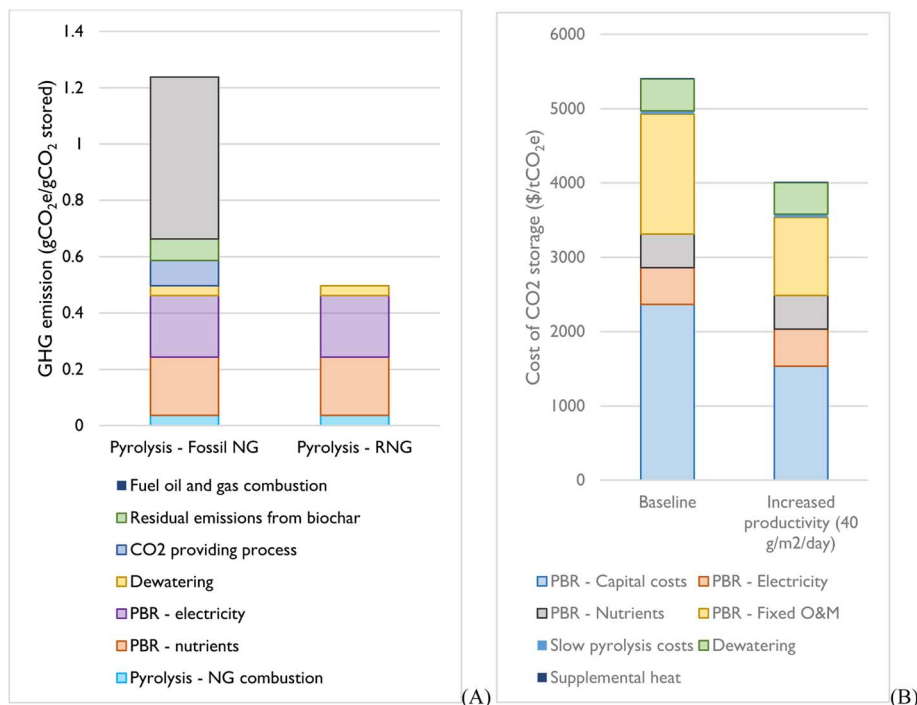 1.4
1.2
1
0.8
0.6
0.4
0.2
0
GHG emission (gCO₂e/gCO₂ stored)
Pyrolysis - Fossil NG
Pyrolysis - RNG
Fuel oil and gas combustion
Residual emissions from biochar
CO2 providing process
Dewatering
PBR - electricity
PBR - nutrients
Pyrolysis - NG combustion
(A)
6000
5000
4000
3000
2000
1000
0
Cost of CO2 storage ($/tCO₂e)
Baseline
Increased
productivity (40
g/m2/day)
PBR - Capital costs
PBR - Electricity
PBR - Nutrients
PBR - Fixed O&M
Slow pyrolysis costs
Dewatering
Supplemental heat
(B)